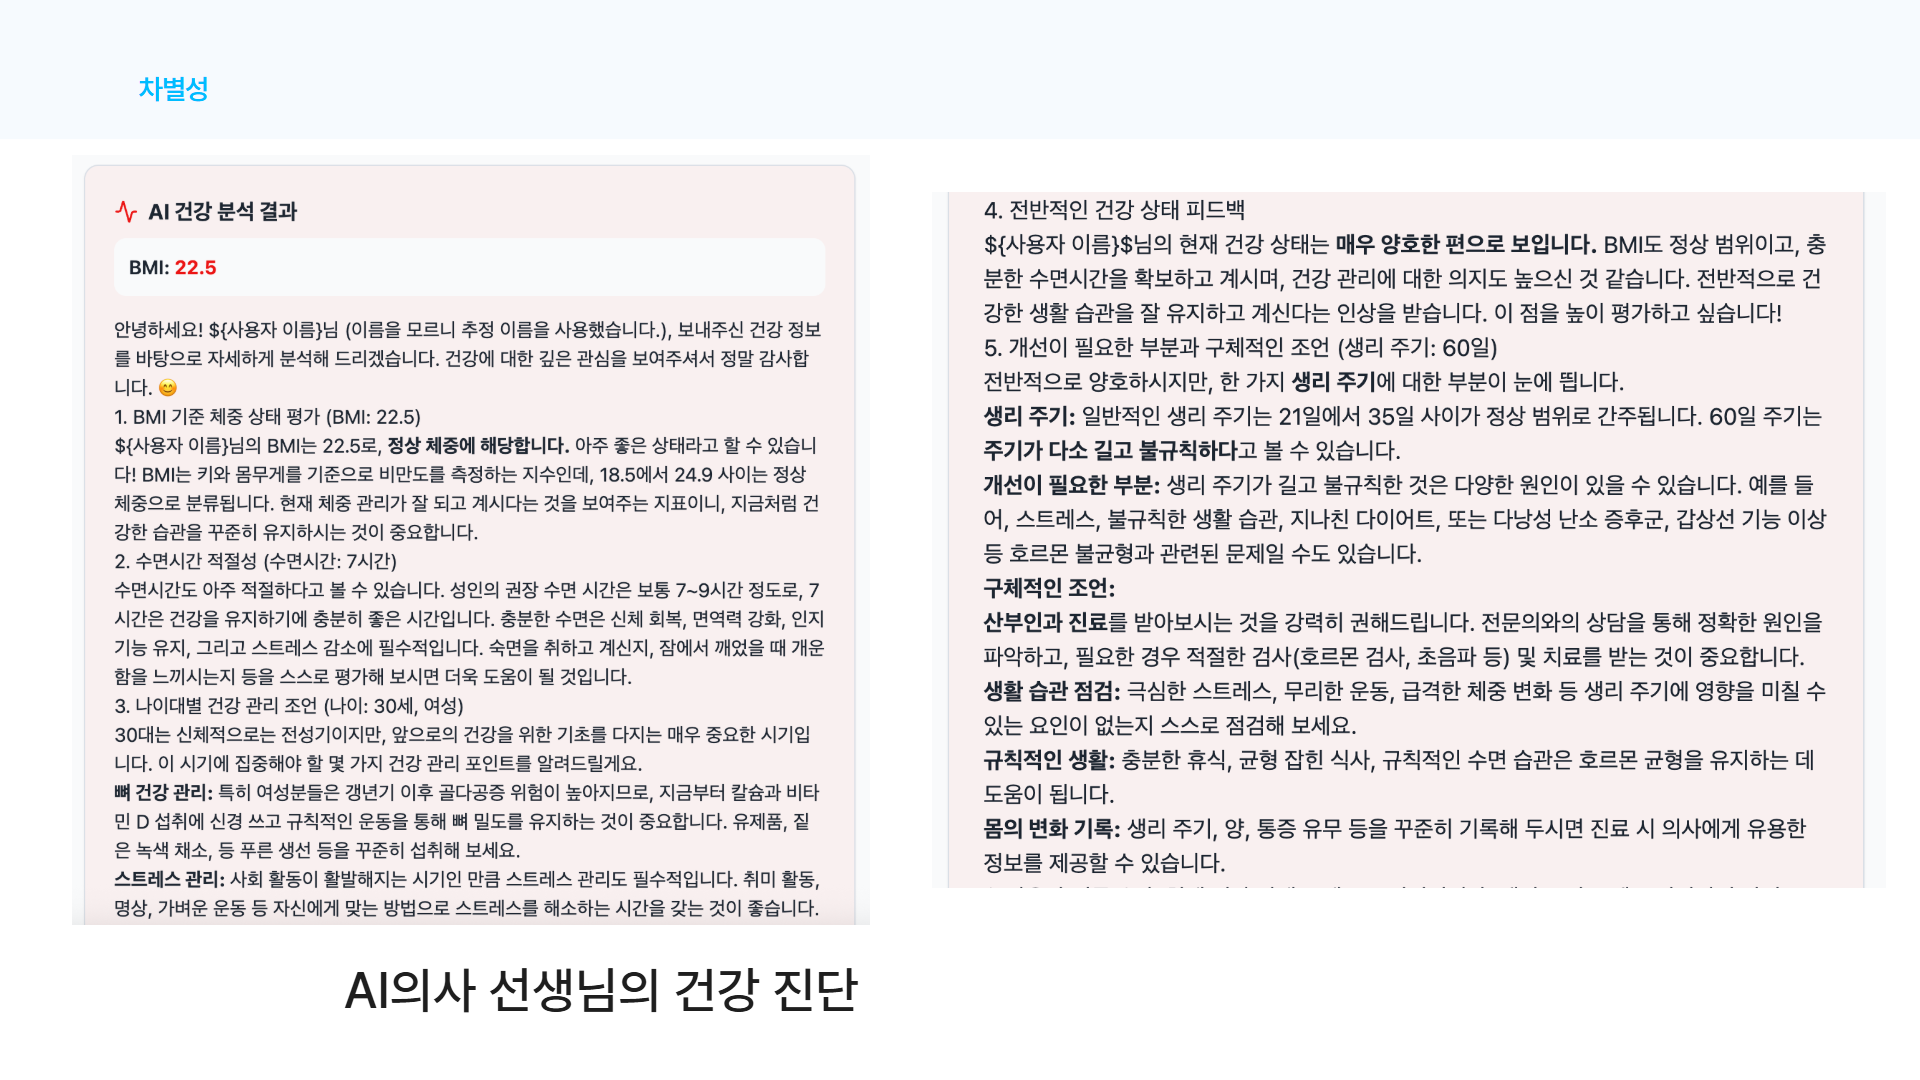 차별성
AI 건강 분석 결과
BMI: 22.5
안녕하세요! ${사용자 이름}님 (이름을 모르니 추정 이름을 사용했습니다.), 보내주신 건강 정보
를 바탕으로 자세하게 분석해 드리겠습니다. 건강에 대한 깊은 관심을 보여주셔서 정말 감사합
니다. 😊
1. BMI 기준 체중 상태 평가 (BMI: 22.5)
${사용자 이름}님의 BMI는 22.5로, 정상 체중에 해당합니다. 아주 좋은 상태라고 할 수 있습니
다! BMI는 키와 몸무게를 기준으로 비만도를 측정하는 지수인데, 18.5에서 24.9 사이는 정상
체중으로 분류됩니다. 현재 체중 관리가 잘 되고 계시다는 것을 보여주는 지표이니, 지금처럼 건
강한 습관을 꾸준히 유지하시는 것이 중요합니다.
2. 수면시간 적절성 (수면시간: 7시간)
수면시간도 아주 적절하다고 볼 수 있습니다. 성인의 권장 수면 시간은 보통 7~9시간 정도로, 7
시간은 건강을 유지하기에 충분히 좋은 시간입니다. 충분한 수면은 신체 회복, 면역력 강화, 인지
기능 유지, 그리고 스트레스 감소에 필수적입니다. 숙면을 취하고 계신지, 잠에서 깨었을 때 개운
함을 느끼시는지 등을 스스로 평가해 보시면 더욱 도움이 될 것입니다.
3. 나이대별 건강 관리 조언 (나이: 30세, 여성)
30대는 신체적으로는 전성기이지만, 앞으로의 건강을 위한 기초를 다지는 매우 중요한 시기입
니다. 이 시기에 집중해야 할 몇 가지 건강 관리 포인트를 알려드릴게요.
뼈 건강 관리: 특히 여성분들은 갱년기 이후 골다공증 위험이 높아지므로, 지금부터 칼슘과 비타
민 D 섭취에 신경 쓰고 규칙적인 운동을 통해 뼈 밀도를 유지하는 것이 중요합니다. 유제품, 짙
은 녹색 채소, 등 푸른 생선 등을 꾸준히 섭취해 보세요.
스트레스 관리: 사회 활동이 활발해지는 시기인 만큼 스트레스 관리도 필수적입니다. 취미 활동,
명상, 가벼운 운동 등 자신에게 맞는 방법으로 스트레스를 해소하는 시간을 갖는 것이 좋습니다.
4. 전반적인 건강 상태 피드백
${사용자 이름}$님의 현재 건강 상태는 매우 양호한 편으로 보입니다. BMI도 정상 범위이고, 충
분한 수면시간을 확보하고 계시며, 건강 관리에 대한 의지도 높으신 것 같습니다. 전반적으로 건
강한 생활 습관을 잘 유지하고 계신다는 인상을 받습니다. 이 점을 높이 평가하고 싶습니다!
5. 개선이 필요한 부분과 구체적인 조언 (생리 주기: 60일)
전반적으로 양호하시지만, 한 가지 생리 주기에 대한 부분이 눈에 띕니다.
생리 주기: 일반적인 생리 주기는 21일에서 35일 사이가 정상 범위로 간주됩니다. 60일 주기는
주기가 다소 길고 불규칙하다고 볼 수 있습니다.
개선이 필요한 부분: 생리 주기가 길고 불규칙한 것은 다양한 원인이 있을 수 있습니다. 예를 들
어, 스트레스, 불규칙한 생활 습관, 지나친 다이어트, 또는 다낭성 난소 증후군, 갑상선 기능 이상
등 호르몬 불균형과 관련된 문제일 수도 있습니다.
구체적인 조언:
산부인과 진료를 받아보시는 것을 강력히 권해드립니다. 전문의와의 상담을 통해 정확한 원인을
파악하고, 필요한 경우 적절한 검사(호르몬 검사, 초음파 등) 및 치료를 받는 것이 중요합니다.
생활 습관 점검: 극심한 스트레스, 무리한 운동, 급격한 체중 변화 등 생리 주기에 영향을 미칠 수
있는 요인이 없는지 스스로 점검해 보세요.
규칙적인 생활: 충분한 휴식, 균형 잡힌 식사, 규칙적인 수면 습관은 호르몬 균형을 유지하는 데
도움이 됩니다.
몸의 변화 기록: 생리 주기, 양, 통증 유무 등을 꾸준히 기록해 두시면 진료 시 의사에게 유용한
정보를 제공할 수 있습니다.
AI의사 선생님의 건강 진단